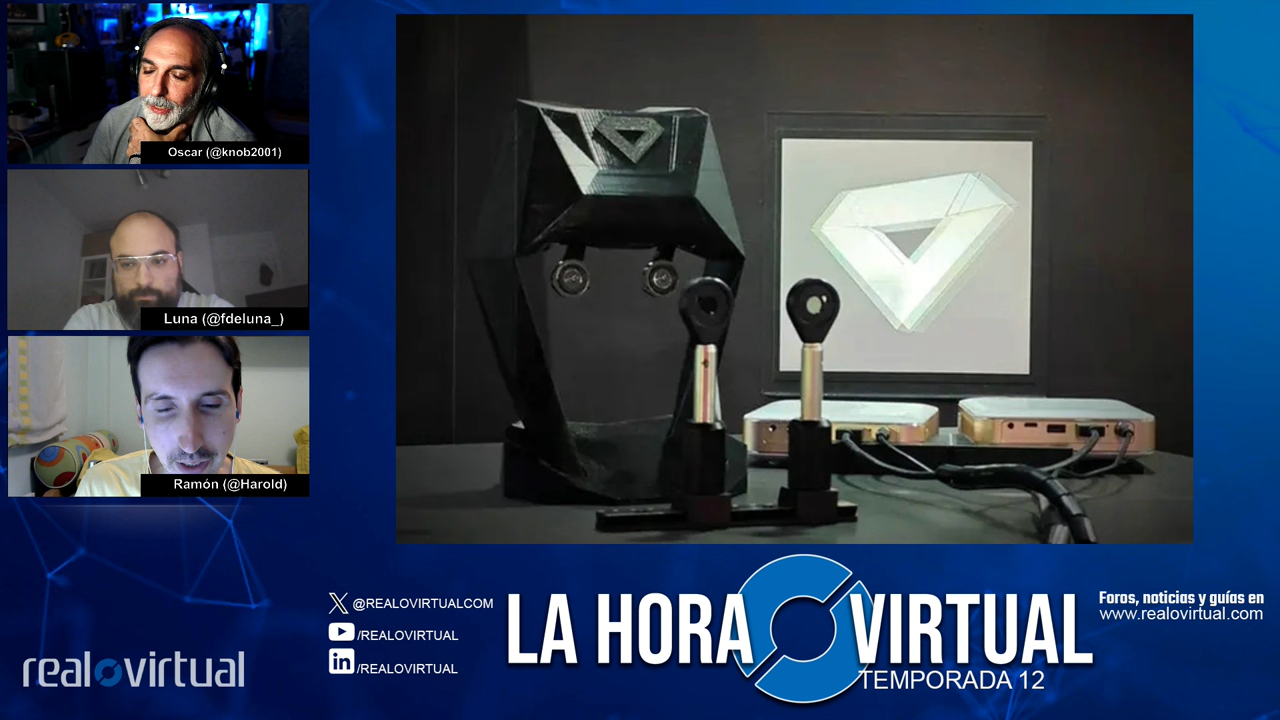 Oscar (@knob2001)
Luna (@fdeluna_)
Ramón (@Harold)
@REALOVIRTUALCOM
/REALOVIRTUAL
/REALOVIRTUAL
LA HORA VIRTUAL
TEMPORADA 12
Foros, noticias y guías en
www.realovirtual.com
realovirtual